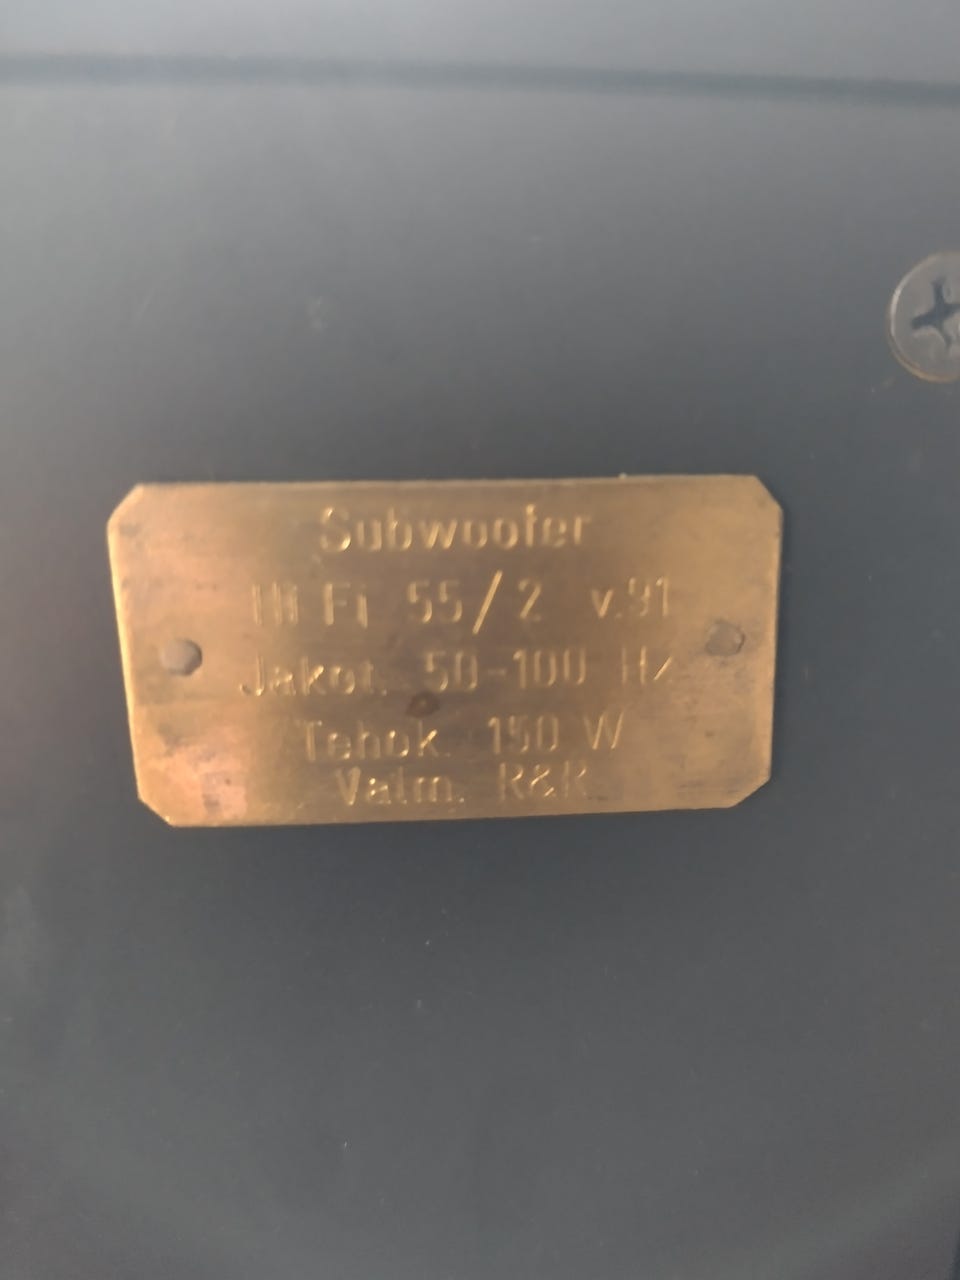 Subwoofer
Hi Fi 55/2 v.91
Jakot. 50-100 Hz
Tehok. 150 W
Valm. R&R